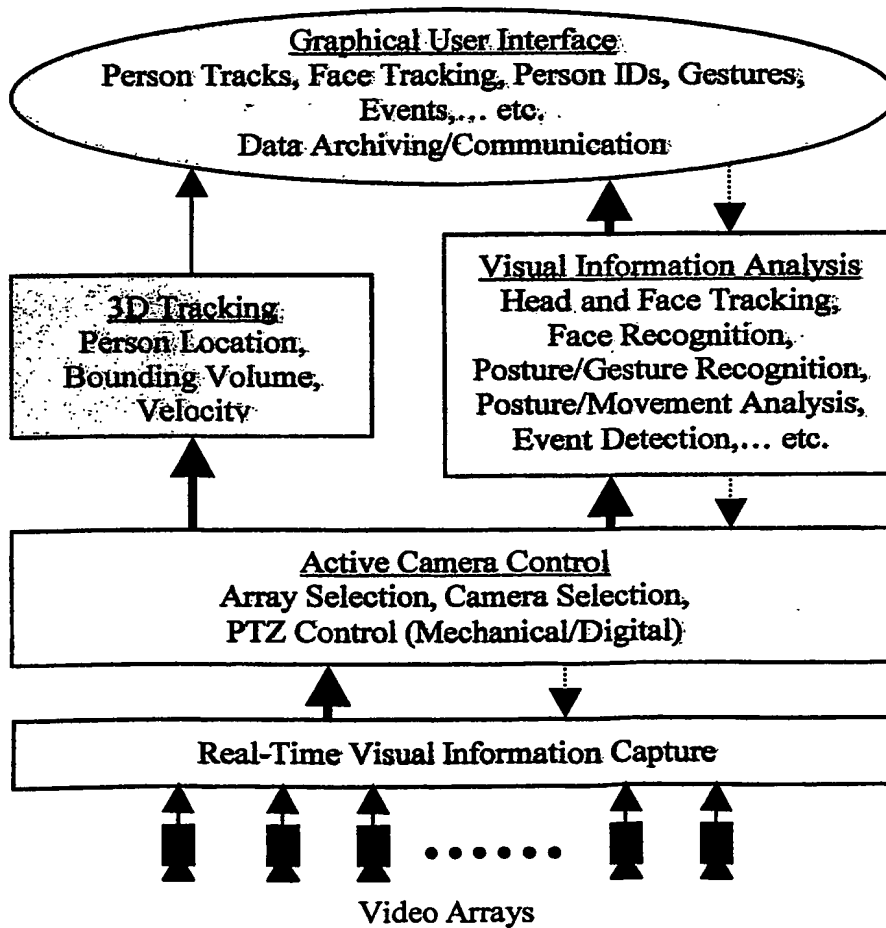 Graphical User Interface
Person Tracks, Face Tracking, Person IDs, Gestures,
Events,... etc.
Data Archiving/Communication
3D Tracking
Person Location,
Bounding Volume,
Velocity
Visual Information Analysis
Head and Face Tracking,
Face Recognition,
Posture/Gesture Recognition,
Posture/Movement Analysis,
Event Detection,... etc.
Active Camera Control
Array Selection, Camera Selection,
PTZ Control (Mechanical/Digital)
Real-Time Visual Information Capture
Video Arrays